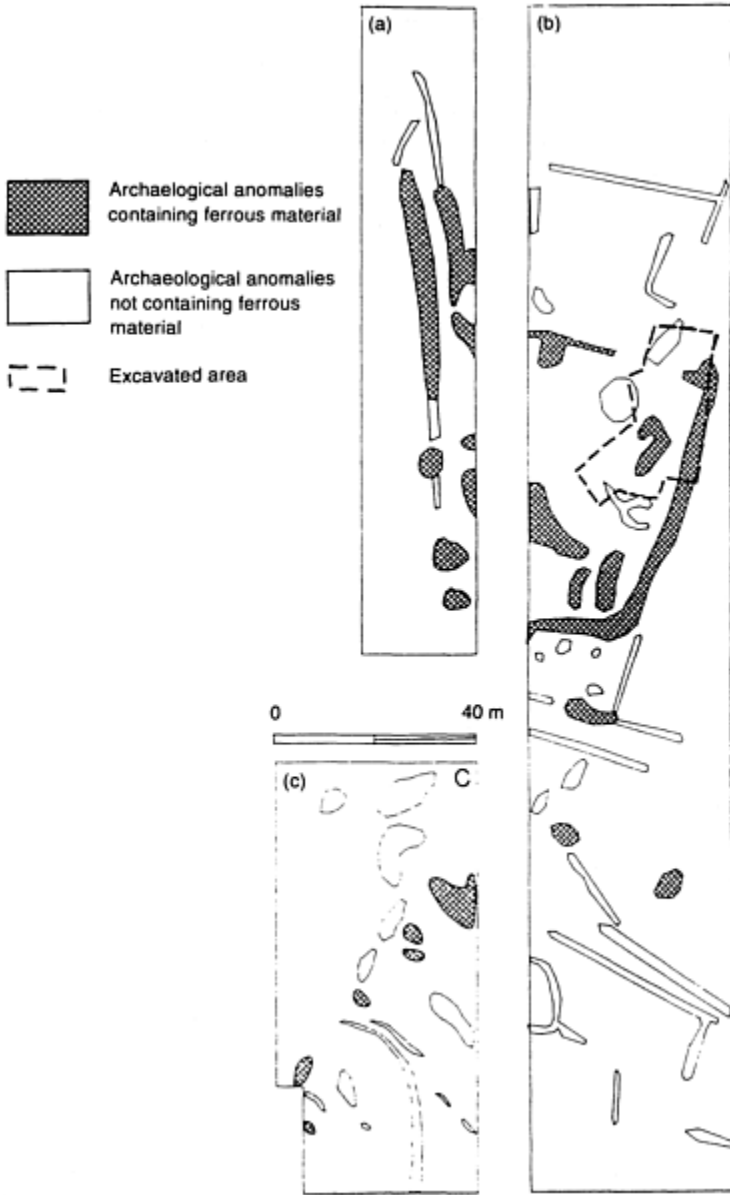 (a)
(b)
Archaelogical anomalies
containing ferrous material
Archaeological anomalies
not containing ferrous
material
Excavated area
0 40 m
(c) C